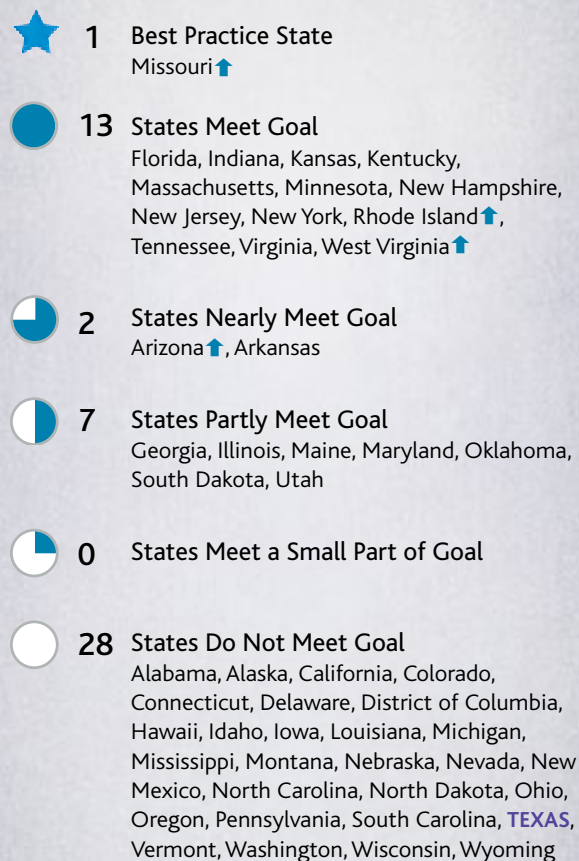 1 Best Practice State
Missouri⬆
13 States Meet Goal
Florida, Indiana, Kansas, Kentucky,
Massachusetts, Minnesota, New Hampshire,
New Jersey, New York, Rhode Island⬆,
Tennessee, Virginia, West Virginia⬆
2 States Nearly Meet Goal
Arizona⬆, Arkansas
7 States Partly Meet Goal
Georgia, Illinois, Maine, Maryland, Oklahoma,
South Dakota, Utah
0 States Meet a Small Part of Goal
28 States Do Not Meet Goal
Alabama, Alaska, California, Colorado,
Connecticut, Delaware, District of Columbia,
Hawaii, Idaho, Iowa, Louisiana, Michigan,
Mississippi, Montana, Nebraska, Nevada, New
Mexico, North Carolina, North Dakota, Ohio,
Oregon, Pennsylvania, South Carolina, TEXAS,
Vermont, Washington, Wisconsin, Wyoming